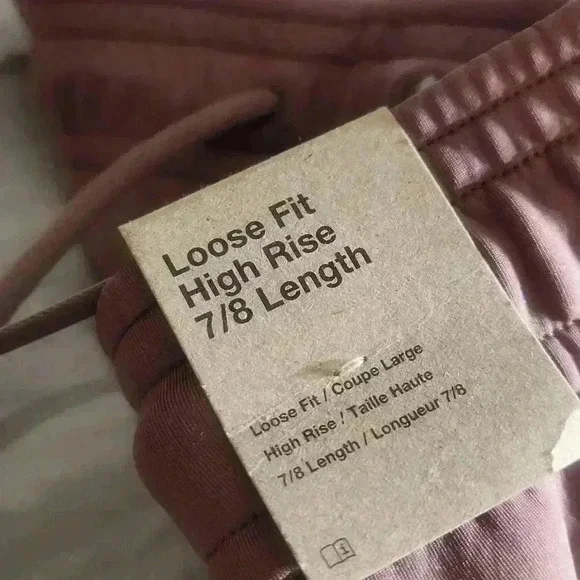 Loose Fit
High Rise
7/8 Length
Loose Fit / Coupe Large
High Rise / Taille Haute
7/8 Length / Longueur 7/8